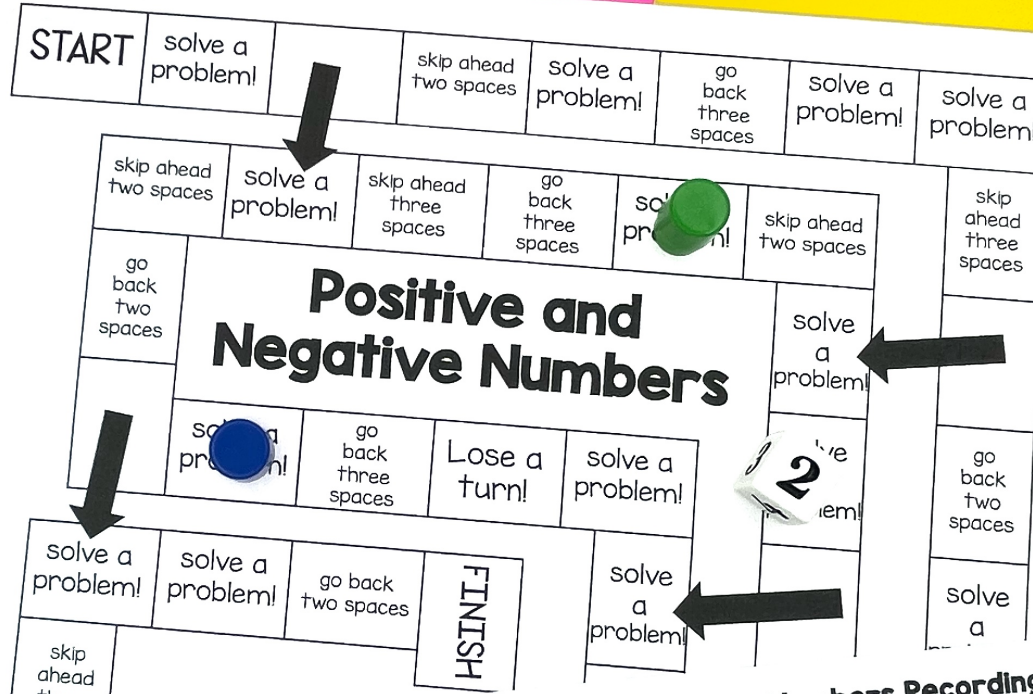 START
solve a
problem!
skip ahead
two spaces
solve a
problem!
go
back
three
spaces
solve a
problem!
solve a
problem
skip ahead
two spaces
solve a
problem!
skip ahead
three
spaces
go
back
three
spaces
skip ahead
two spaces
skip
ahead
three
spaces
go
back
two
spaces
Positive and
Negative Numbers
solve
a
problem!
go
back
three
spaces
Lose a
turn!
solve a
problem!
3
2
go
back
two
spaces
solve a
problem!
solve a
problem!
go back
two spaces
FINISH
solve
a
problem!
solve
a
skip
ahead
Recording